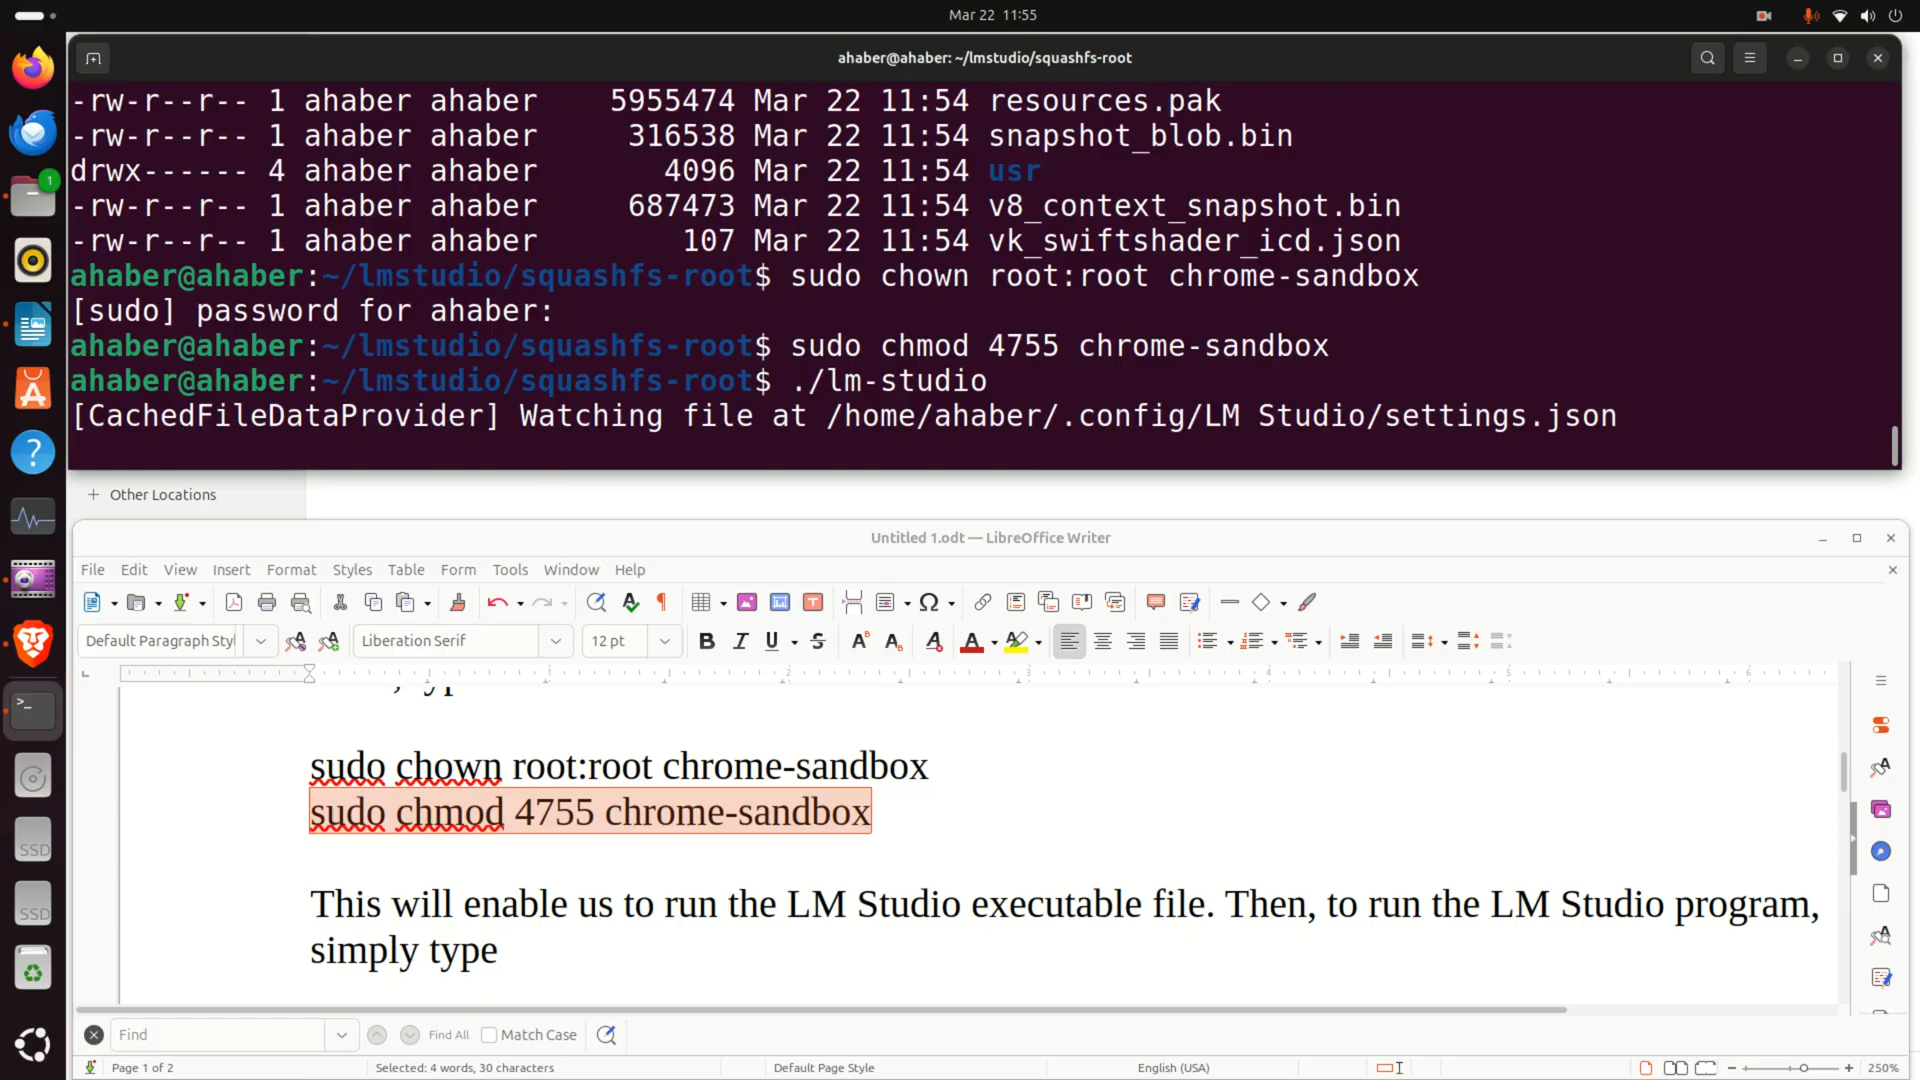 Mar 22 11:55
ahaber@ahaber: ~/lmstudio/squashfs-root
-rw-r--r-- 1 ahaber ahaber 5955474 Mar 22 11:54 resources.pak
-rw-r--r-- 1 ahaber ahaber 316538 Mar 22 11:54 snapshot_blob.bin
drwx------ 4 ahaber ahaber 4096 Mar 22 11:54 usr
-rw-r--r-- 1 ahaber ahaber 687473 Mar 22 11:54 v8_context_snapshot.bin
-rw-r--r-- 1 ahaber ahaber 107 Mar 22 11:54 vk_swiftshader_icd.json
ahaber@ahaber:~/lmstudio/squashfs-root$ sudo chown root:root chrome-sandbox
[sudo] password for ahaber:
ahaber@ahaber:~/lmstudio/squashfs-root$ sudo chmod 4755 chrome-sandbox
ahaber@ahaber:~/lmstudio/squashfs-root$ ./lm-studio
[CachedFileDataProvider] Watching file at /home/ahaber/.config/LM Studio/settings.json
1
+ Other Locations
Untitled 1.odt — LibreOffice Writer
File Edit View Insert Format Styles Table Form Tools Window Help
Default Paragraph Styl Liberation Serif 12 pt
1 2 3 4 5 6
sudo chown root:root chrome-sandbox
sudo chmod 4755 chrome-sandbox
This will enable us to run the LM Studio executable file. Then, to run the LM Studio program,
simply type
SSD
SSD
Find Find All Match Case
Page 1 of 2 Selected: 4 words, 30 characters Default Page Style English (USA) 250%